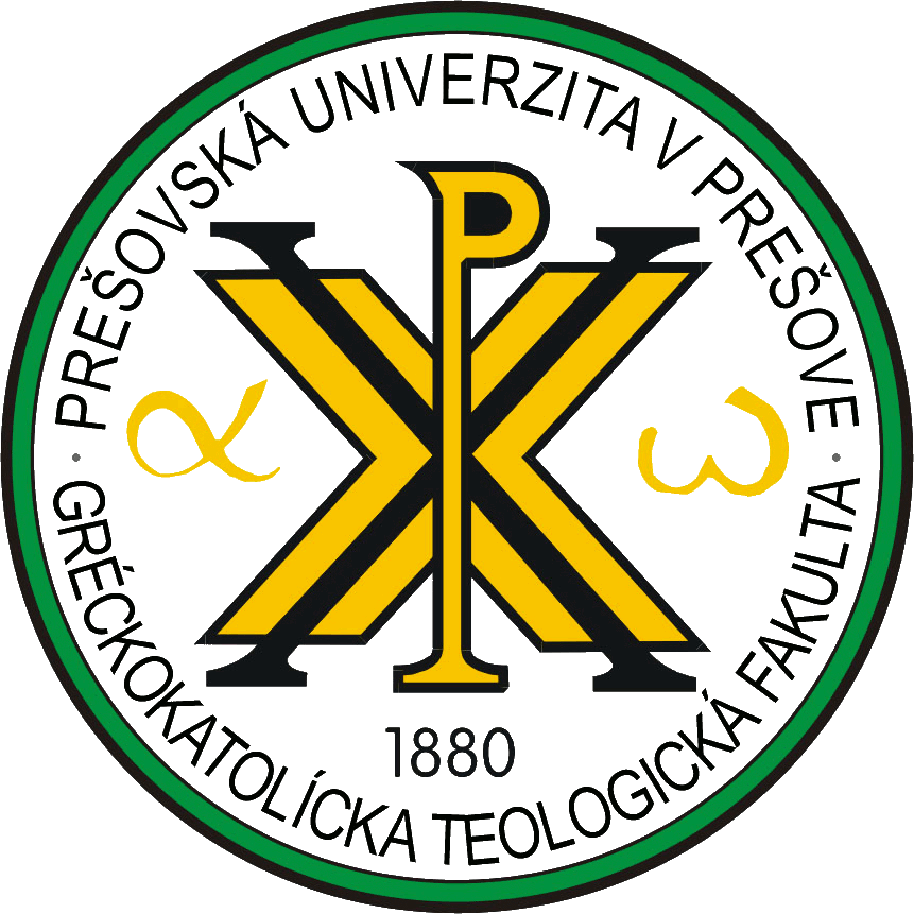 · PREŠOVSKÁ UNIVERZITA V PREŠOVE ·
α ω
1880
GRÉCKOKATOLÍCKA TEOLOGICKÁ FAKULTA